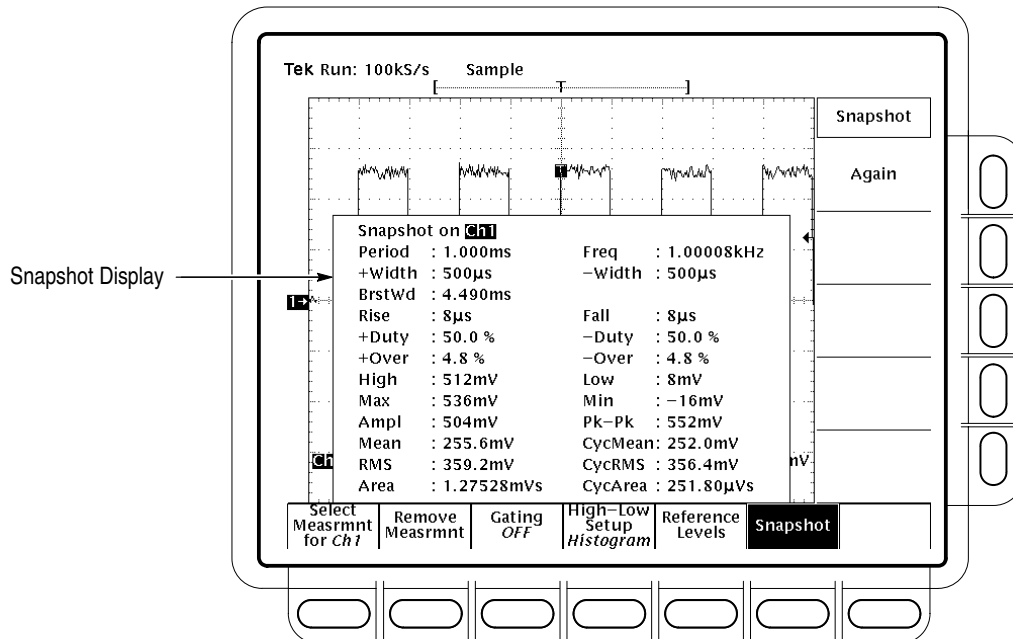 Tek Run: 100kS/s Sample
[ T ]
Snapshot
Again
T
Snapshot Display
Snapshot on Ch1
Period : 1.000ms Freq : 1.00008kHz
+Width : 500µs −Width : 500µs
BrstWd : 4.490ms
1
Rise : 8µs Fall : 8µs
+Duty : 50.0 % −Duty : 50.0 %
+Over : 4.8 % −Over : 4.8 %
High : 512mV Low : 8mV
Max : 536mV Min : −16mV
Ampl : 504mV Pk−Pk : 552mV
Mean : 255.6mV CycMean: 252.0mV
Ch RMS : 359.2mV CycRMS : 356.4mV mV
Area : 1.27528mVs CycArea : 251.80µVs
Select Measrmnt for Ch1
Remove Measrmnt
Gating OFF
High−Low Setup Histogram
Reference Levels
Snapshot